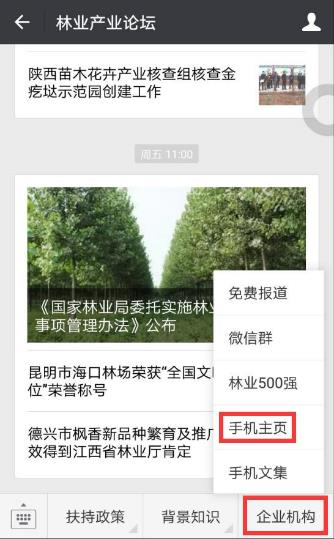 林业产业论坛
陕西苗木花卉产业核查组核查金
疙瘩示范园创建工作
周五 11:00
《国家林业局委托实施林业
事项管理办法》公布
昆明市海口林场荣获“全国文明
位”荣誉称号
德兴市枫香新品种繁育及推广
效得到江西省林业厅肯定
免费报道
微信群
林业500强
手机主页
手机文集
扶持政策
背景知识
企业机构